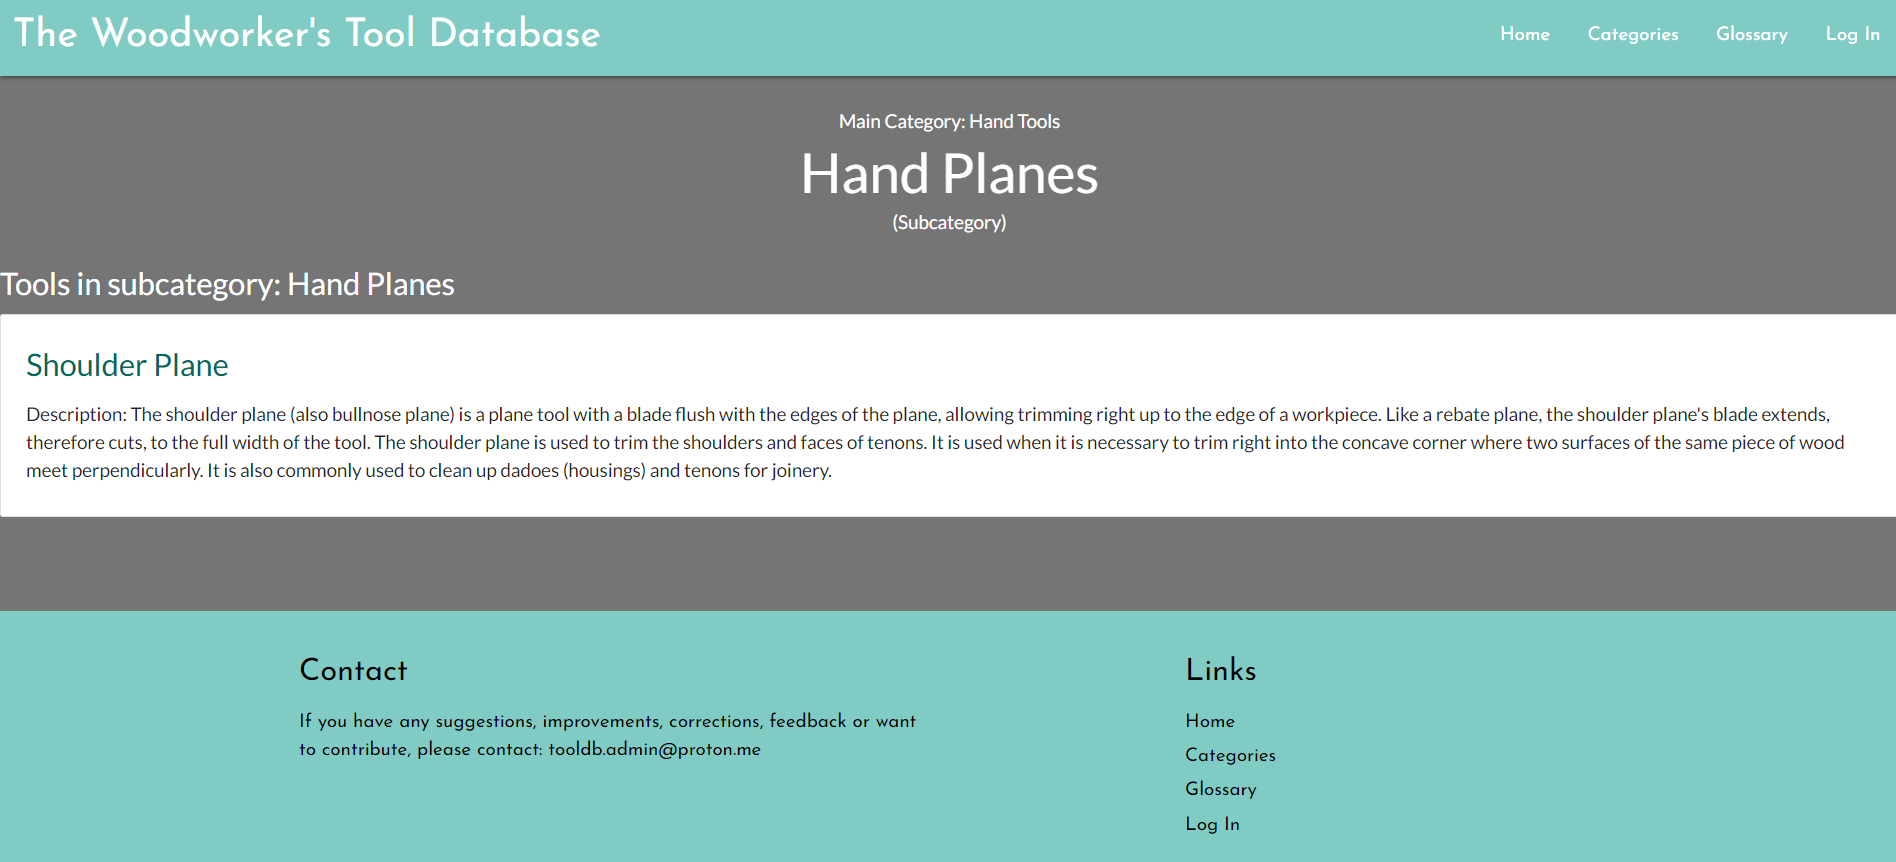 The Woodworker's Tool Database
Home Categories Glossary Log In
Main Category: Hand Tools
Hand Planes
(Subcategory)
Tools in subcategory: Hand Planes
Shoulder Plane
Description: The shoulder plane (also bullnose plane) is a plane tool with a blade flush with the edges of the plane, allowing trimming right up to the edge of a workpiece. Like a rebate plane, the shoulder plane's blade extends,
therefore cuts, to the full width of the tool. The shoulder plane is used to trim the shoulders and faces of tenons. It is used when it is necessary to trim right into the concave corner where two surfaces of the same piece of wood
meet perpendicularly. It is also commonly used to clean up dadoes (housings) and tenons for joinery.
Contact
If you have any suggestions, improvements, corrections, feedback or want
to contribute, please contact: tooldb.admin@proton.me
Links
Home
Categories
Glossary
Log In